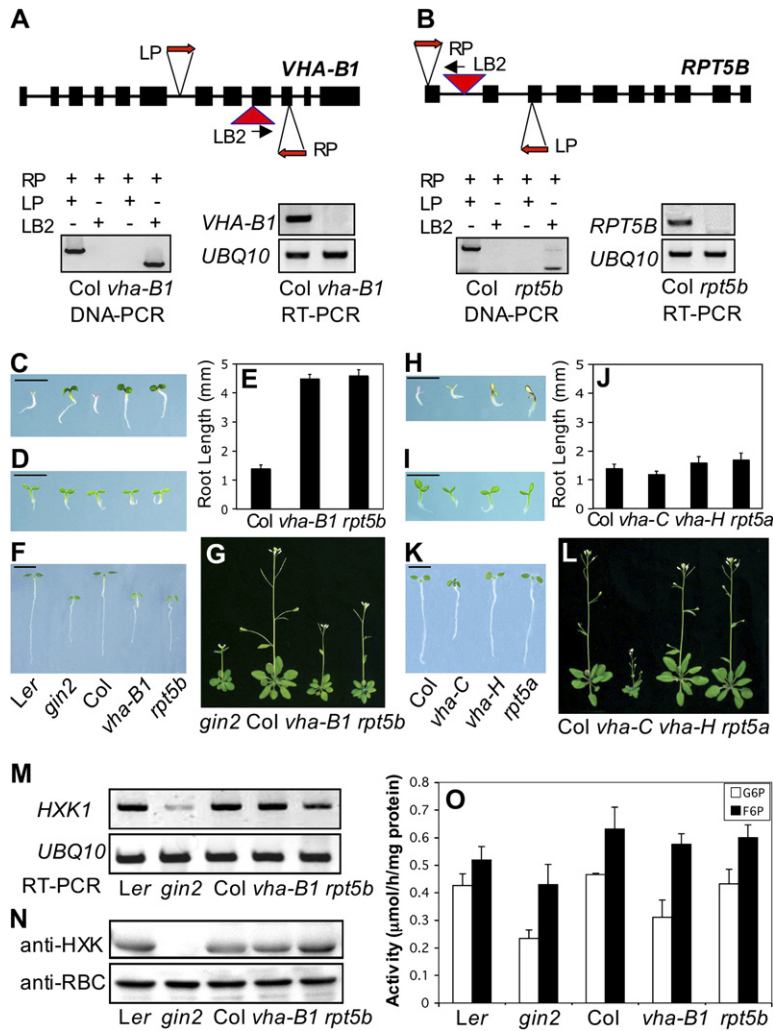 A
LP
VHA-B1
LB2
RP
RP + + + +
LP + - + -
LB2 - + - +
Col vha-B1
DNA-PCR
VHA-B1
UBQ10
Col vha-B1
RT-PCR
B
RP
LB2
RPT5B
LP
RP + + + +
LP + - + -
LB2 - + - +
Col rpt5b
DNA-PCR
RPT5B
UBQ10
Col rpt5b
RT-PCR
C
D
E
Root Length (mm)
5
4
3
2
1
0
Col vha-B1 rpt5b
F
Ler gin2 Col vha-B1 rpt5b
G
gin2 Col vha-B1 rpt5b
H
I
J
Root Length (mm)
5
4
3
2
1
0
Col vha-C vha-H rpt5a
K
Col vha-C vha-H rpt5a
L
Col vha-C vha-H rpt5a
M
HXK1
UBQ10
RT-PCR
Ler gin2 Col vha-B1 rpt5b
N
anti-HXK
anti-RBC
Ler gin2 Col vha-B1 rpt5b
O
Activity (µmol/h/mg protein)
0.8
0.7
0.6
0.5
0.4
0.3
0.2
0.1
0
G6P
F6P
Ler gin2 Col vha-B1 rpt5b